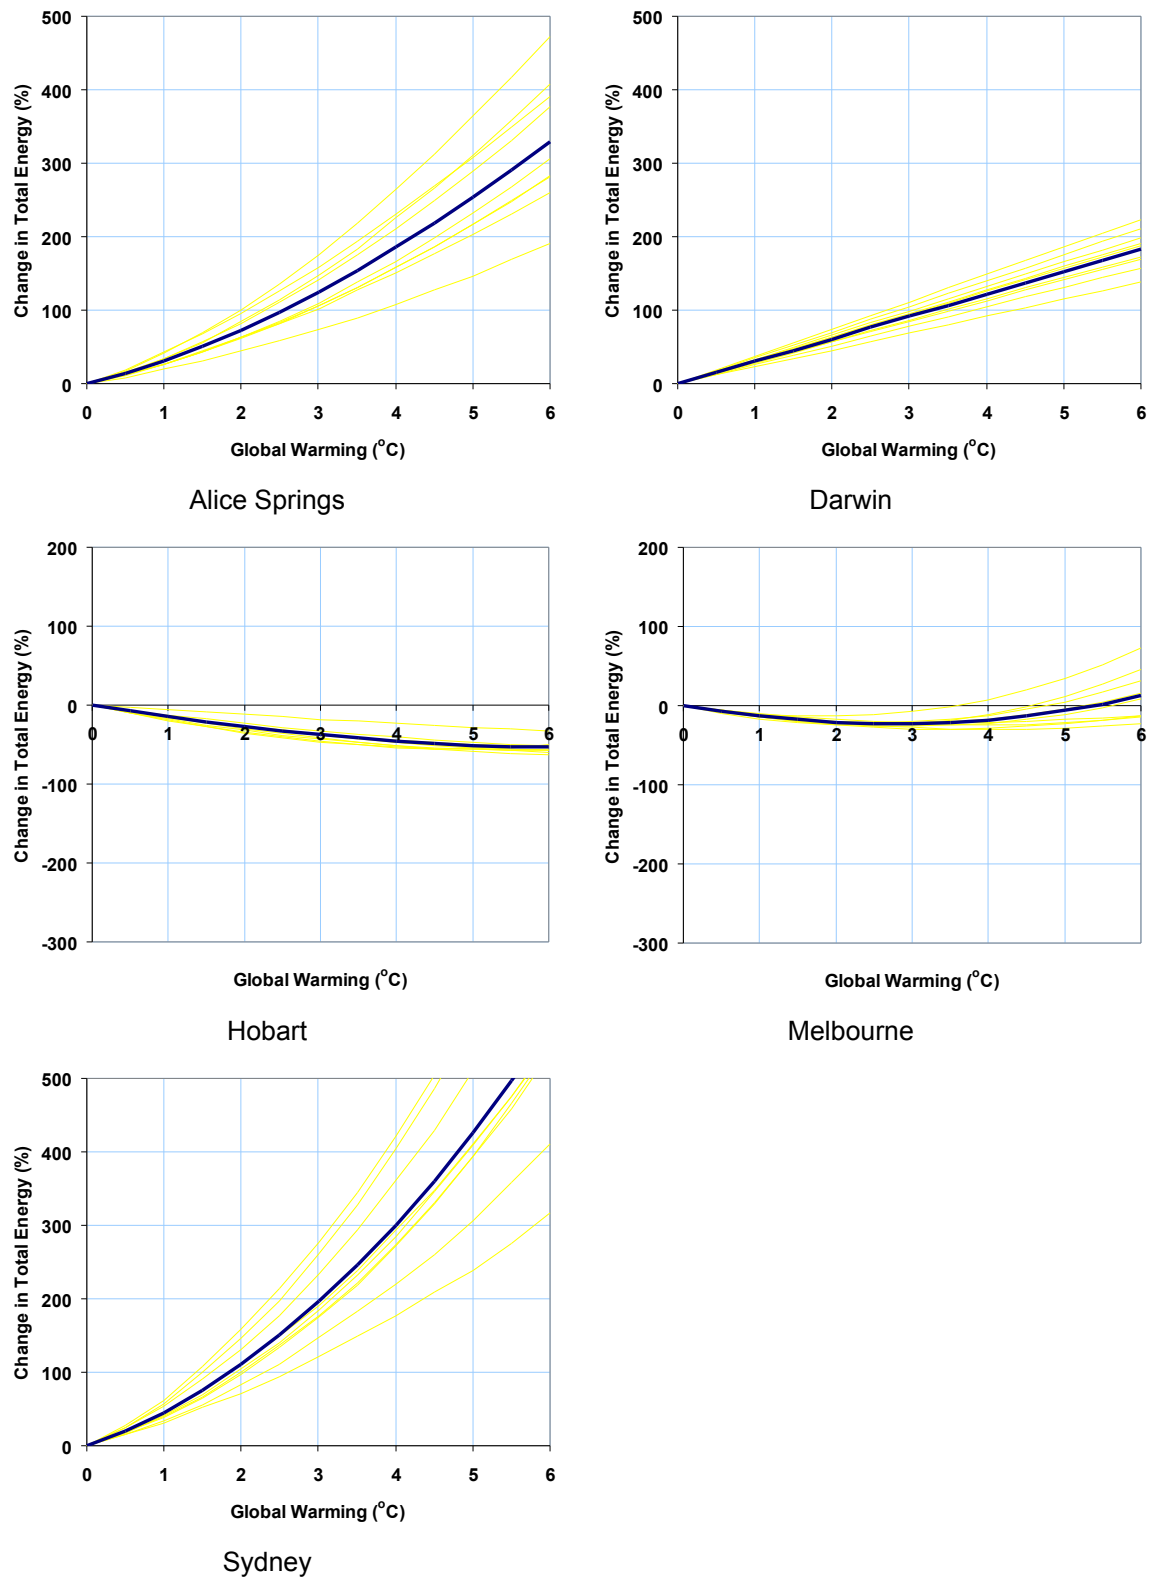 500
400
300
200
100
0
Change in Total Energy (%)
0 1 2 3 4 5 6
Global Warming (°C)
Alice Springs
500
400
300
200
100
0
Change in Total Energy (%)
0 1 2 3 4 5 6
Global Warming (°C)
Darwin
200
100
0
-100
-200
-300
Change in Total Energy (%)
0 1 2 3 4 5 6
Global Warming (°C)
Hobart
200
100
0
-100
-200
-300
Change in Total Energy (%)
0 1 2 3 4 5 6
Global Warming (°C)
Melbourne
500
400
300
200
100
0
Change in Total Energy (%)
0 1 2 3 4 5 6
Global Warming (°C)
Sydney